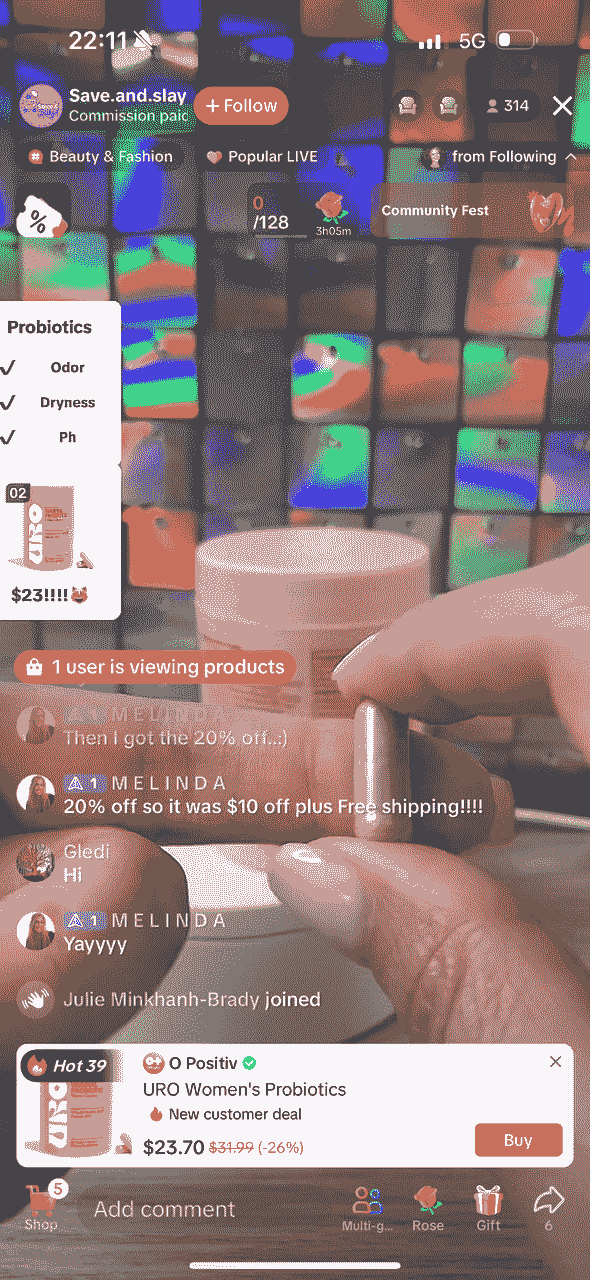 22:11
5G
Save.and.slay
Commission paid
+ Follow
314
Beauty & Fashion
Popular LIVE
from Following
%
0
/128
3h05m
Community Fest
Probiotics
✓ Odor
✓ Dryness
✓ Ph
02
URO
$23!!!!
1 user is viewing products
1 MELINDA
Then I got the 20% off..:)
1 MELINDA
20% off so it was $10 off plus Free shipping!!!!
Gledi
Hi
1 MELINDA
Yayyyy
Julie Minkhanh-Brady joined
Hot 39
URO
O Positiv
URO Women's Probiotics
New customer deal
$23.70 $31.99 (-26%)
Buy
5
Shop
Add comment
Multi-g...
Rose
Gift
6